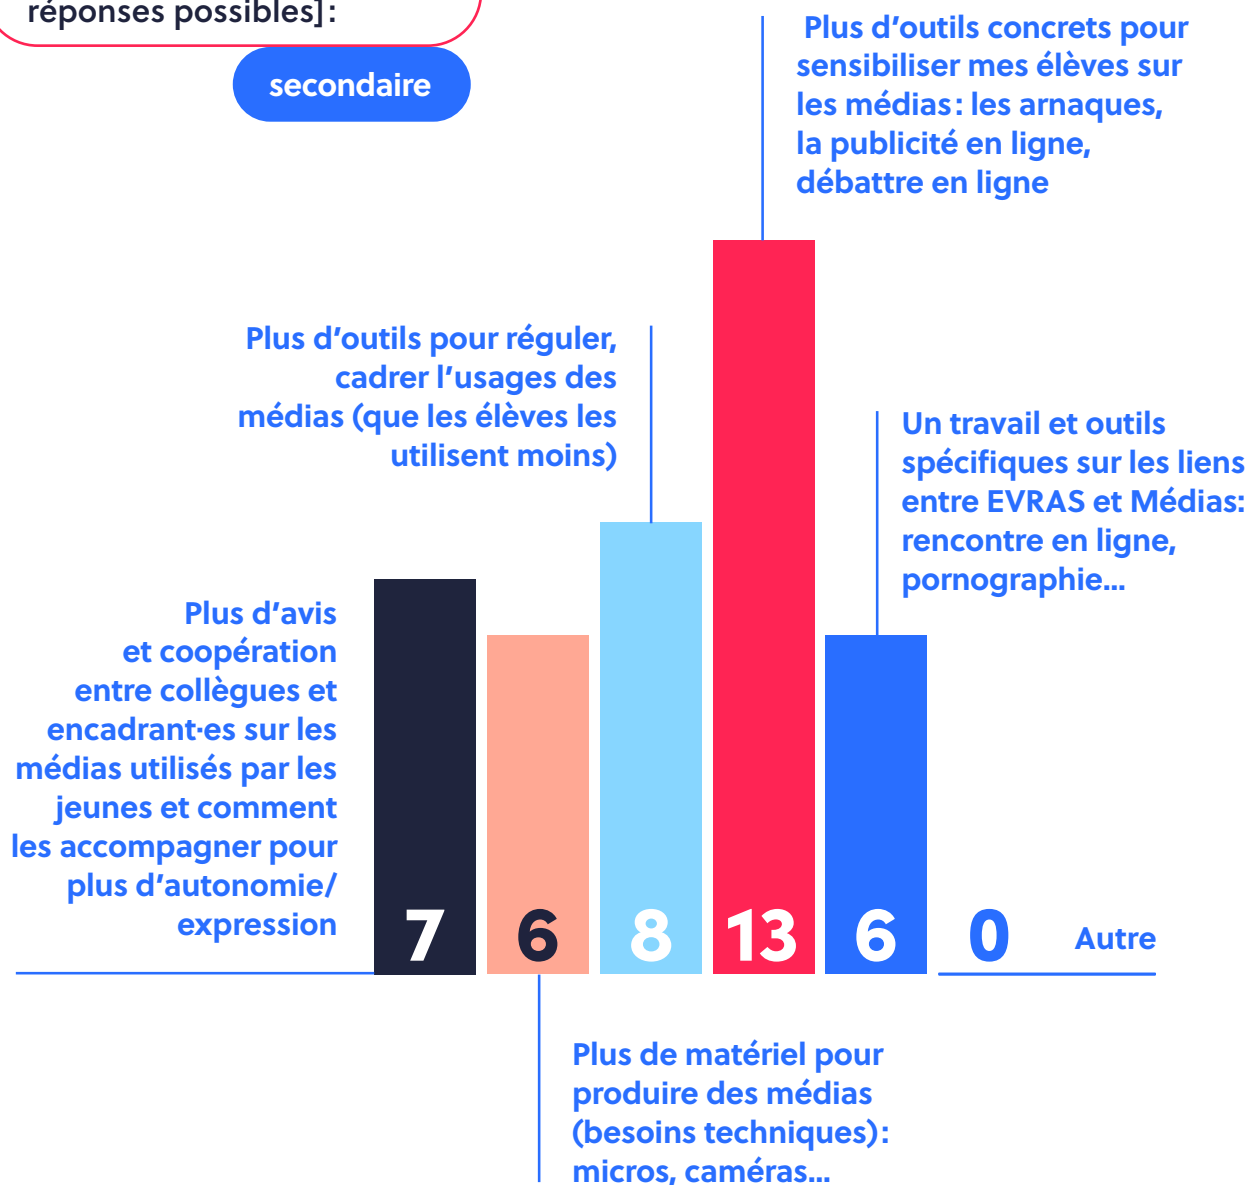 réponses possibles] :
secondaire
Plus d’outils concrets pour
sensibiliser mes élèves sur
les médias : les arnaques,
la publicité en ligne,
débattre en ligne
Plus d’outils pour réguler,
cadrer l’usages des
médias (que les élèves les
utilisent moins)
Un travail et outils
spécifiques sur les liens
entre EVRAS et Médias:
rencontre en ligne,
pornographie...
Plus d’avis
et coopération
entre collègues et
encadrant·es sur les
médias utilisés par les
jeunes et comment
les accompagner pour
plus d’autonomie/
expression
7 6 8 13 6 0 Autre
Plus de matériel pour
produire des médias
(besoins techniques) :
micros, caméras...